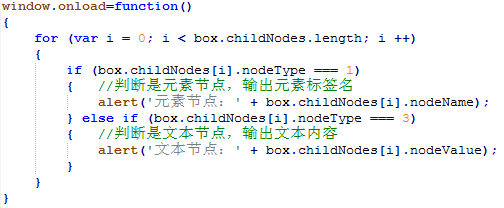 window.onload=function()
{
    for (var i = 0; i < box.childNodes.length; i ++)
    {
        if (box.childNodes[i].nodeType === 1)
        {   //判断是元素节点，输出元素标签名
            alert('元素节点：' + box.childNodes[i].nodeName);
        } else if (box.childNodes[i].nodeType === 3)
        {   //判断是文本节点，输出文本内容
            alert('文本节点：' + box.childNodes[i].nodeValue);
        }
    }
}